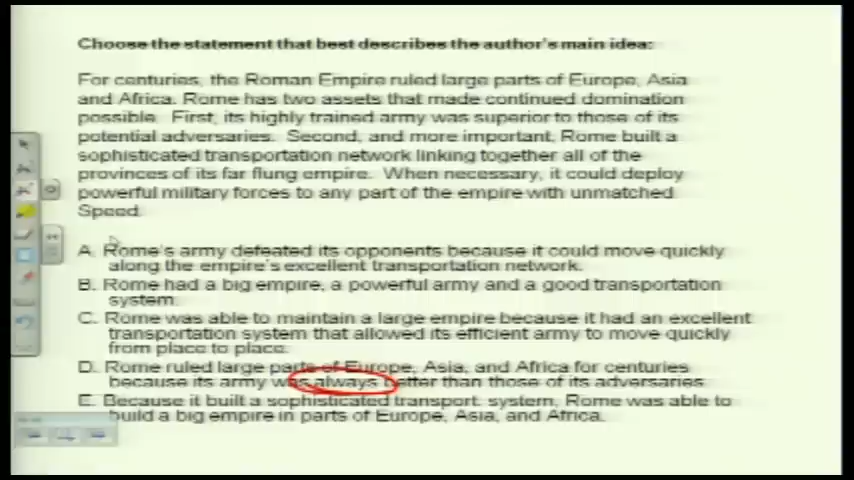 Choose the statement that best describes the author's main idea:
For centuries, the Roman Empire ruled large parts of Europe, Asia
and Africa. Rome has two assets that made continued domination
possible. First, its highly trained army was superior to those of its
potential adversaries. Second, and more important, Rome built a
sophisticated transportation network linking together all of the
provinces of its far flung empire. When necessary, it could deploy
powerful military forces to any part of the empire with unmatched
Speed.
A. Rome's army defeated its opponents because it could move quickly
along the empire's excellent transportation network.
B. Rome had a big empire, a powerful army and a good transportation
system.
C. Rome was able to maintain a large empire because it had an excellent
transportation system that allowed its efficient army to move quickly
from place to place.
D. Rome ruled large parts of Europe, Asia, and Africa for centuries
because its army was always better than those of its adversaries
E. Because it built a sophisticated transport. system, Rome was able to
build a big empire in parts of Europe, Asia, and Africa.